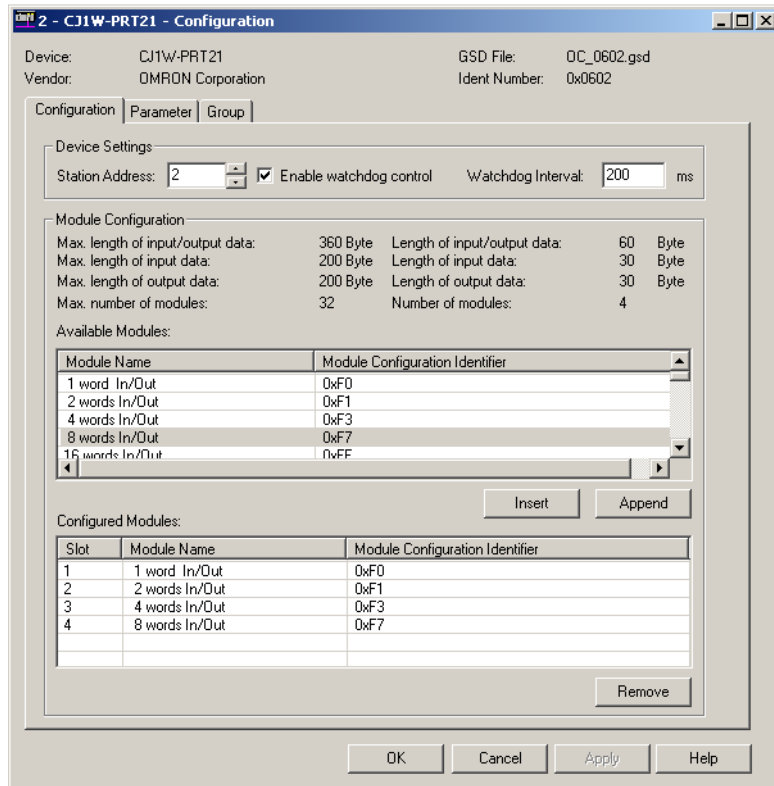 2 - CJ1W-PRT21 - Configuration
Device: CJ1W-PRT21 GSD File: OC_0602.gsd
Vendor: OMRON Corporation Ident Number: 0x0602
Configuration Parameter Group
Device Settings
Station Address: 2 Enable watchdog control Watchdog Interval: 200 ms
Module Configuration
Max. length of input/output data: 360 Byte Length of input/output data: 60 Byte
Max. length of input data: 200 Byte Length of input data: 30 Byte
Max. length of output data: 200 Byte Length of output data: 30 Byte
Max. number of modules: 32 Number of modules: 4
Available Modules:
Module Name Module Configuration Identifier
1 word In/Out 0xF0
2 words In/Out 0xF1
4 words In/Out 0xF3
8 words In/Out 0xF7
16 words In/Out 0xFF
Insert Append
Configured Modules:
Slot Module Name Module Configuration Identifier
1 1 word In/Out 0xF0
2 2 words In/Out 0xF1
3 4 words In/Out 0xF3
4 8 words In/Out 0xF7
Remove
OK Cancel Apply Help